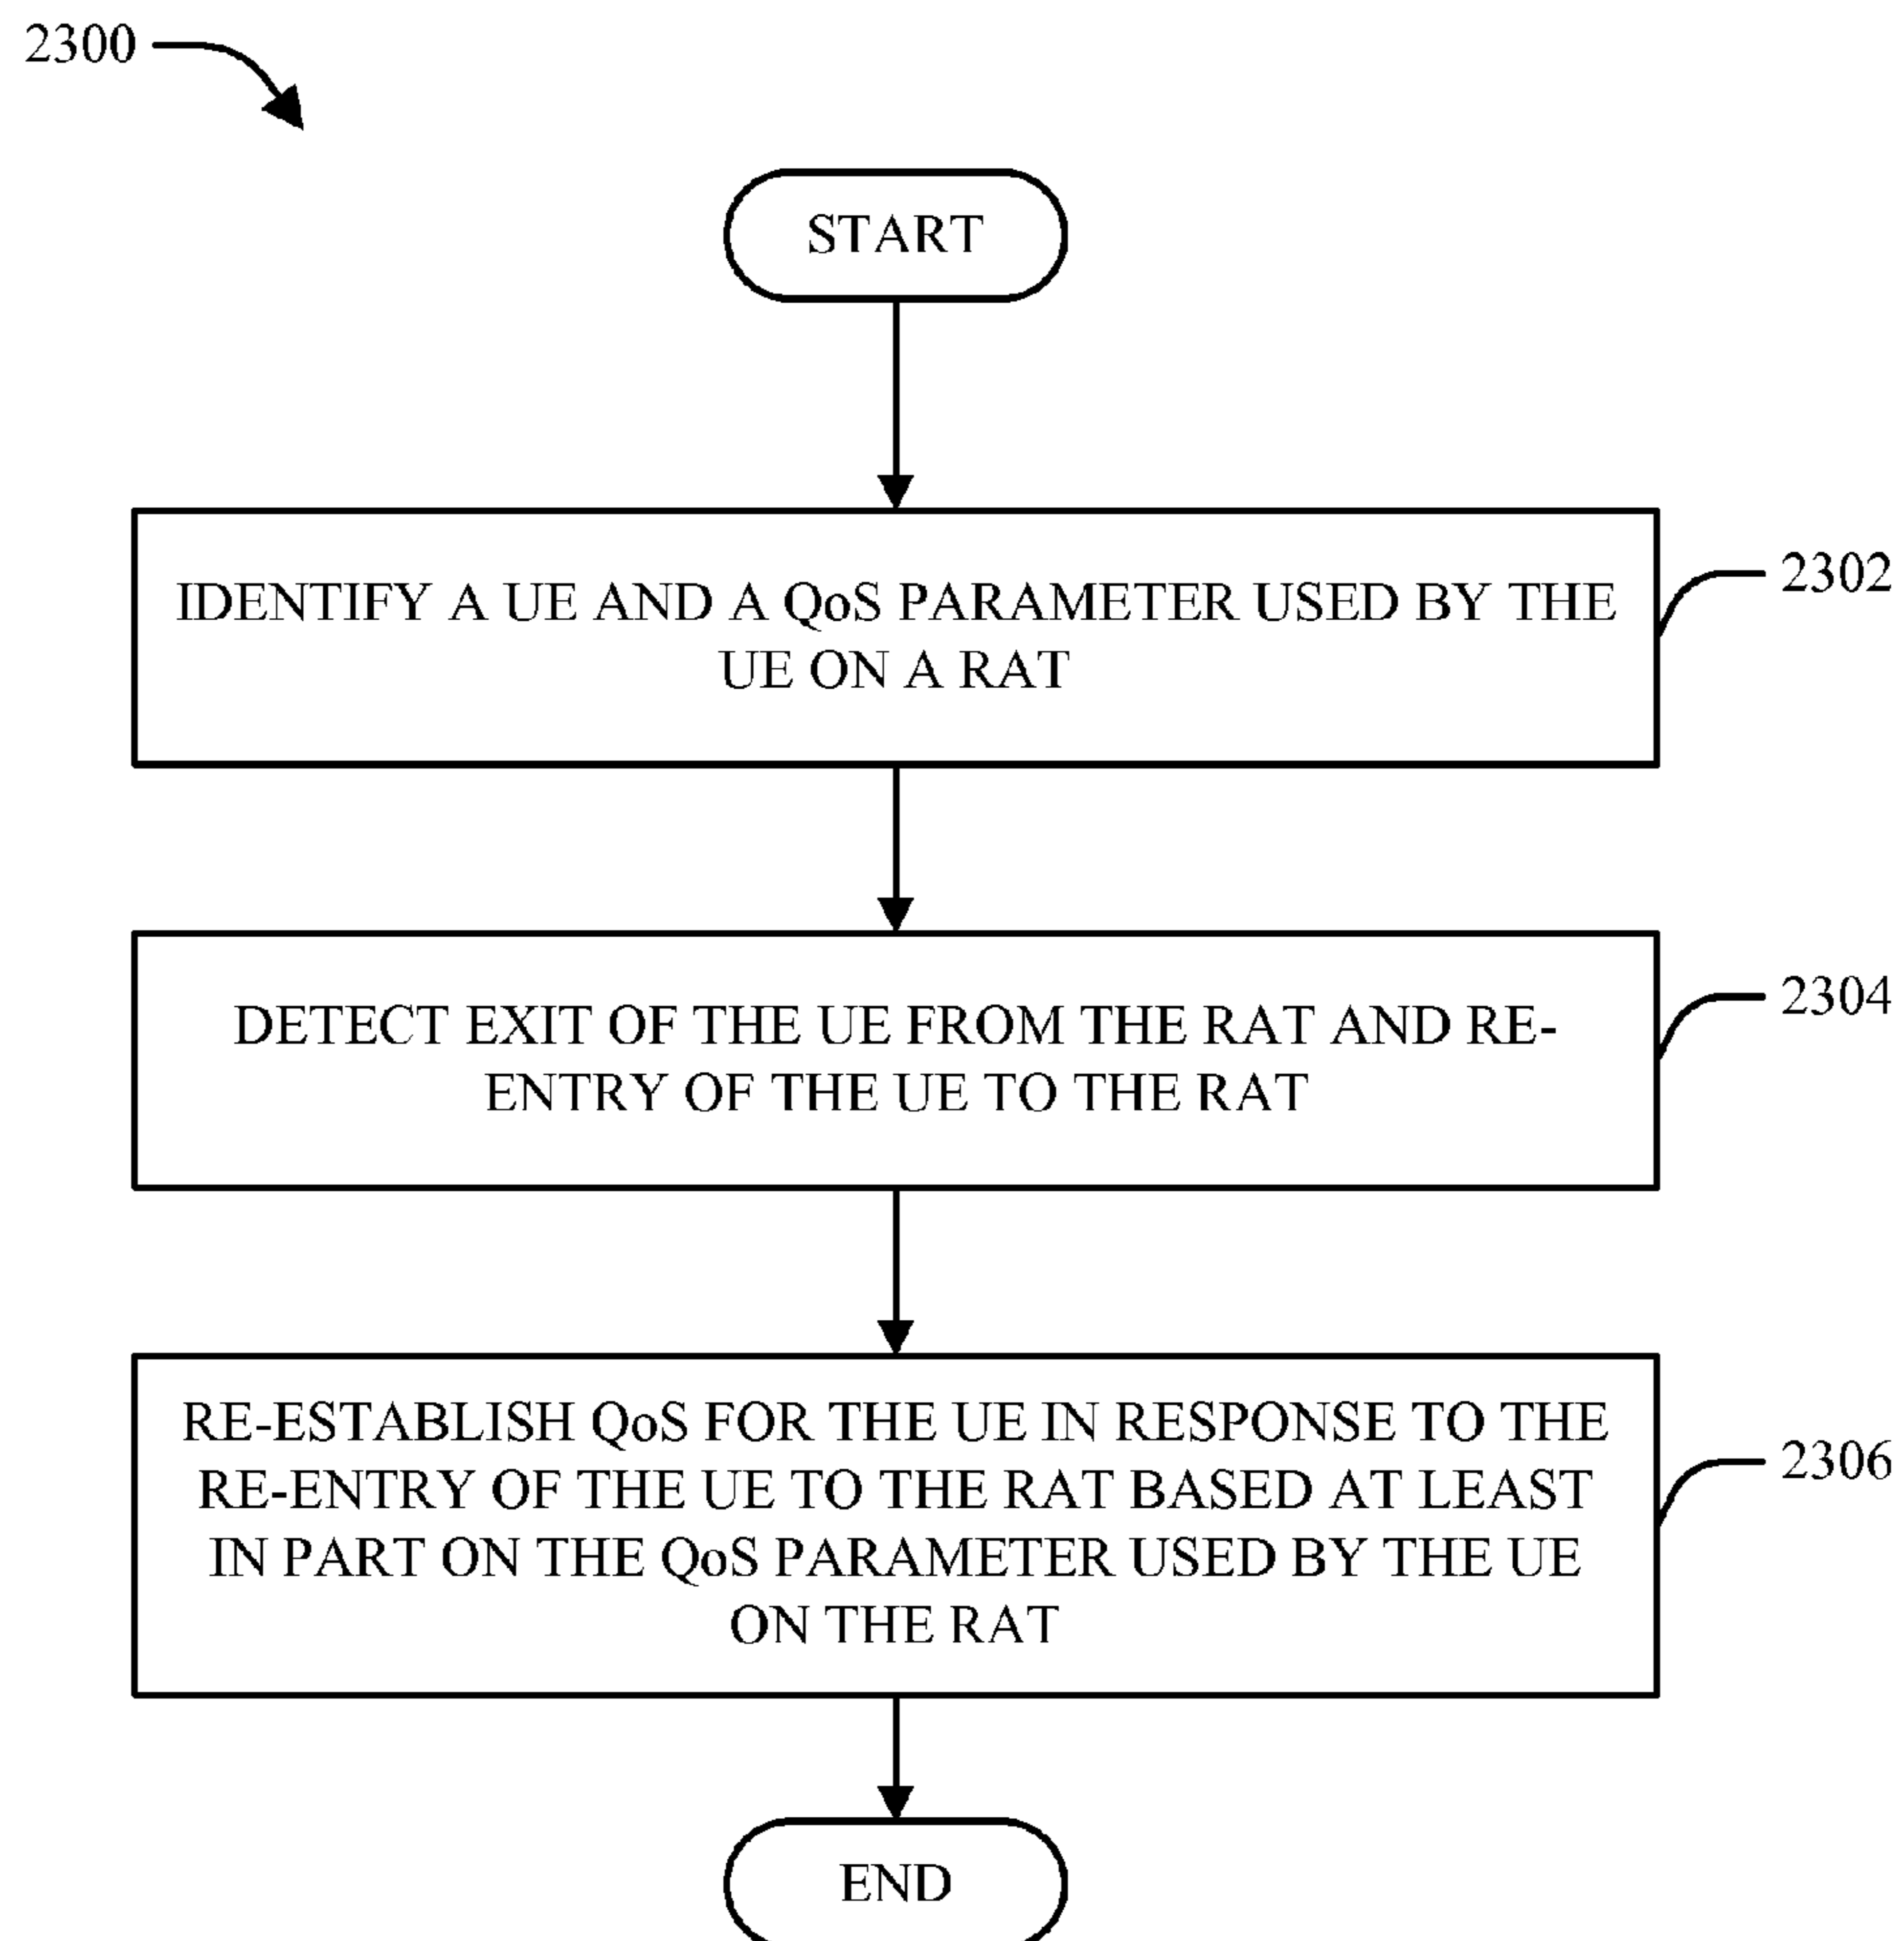 2300
START
IDENTIFY A UE AND A QoS PARAMETER USED BY THE
UE ON A RAT
2302
DETECT EXIT OF THE UE FROM THE RAT AND RE-
ENTRY OF THE UE TO THE RAT
2304
RE-ESTABLISH QoS FOR THE UE IN RESPONSE TO THE
RE-ENTRY OF THE UE TO THE RAT BASED AT LEAST
IN PART ON THE QoS PARAMETER USED BY THE UE
ON THE RAT
2306
END